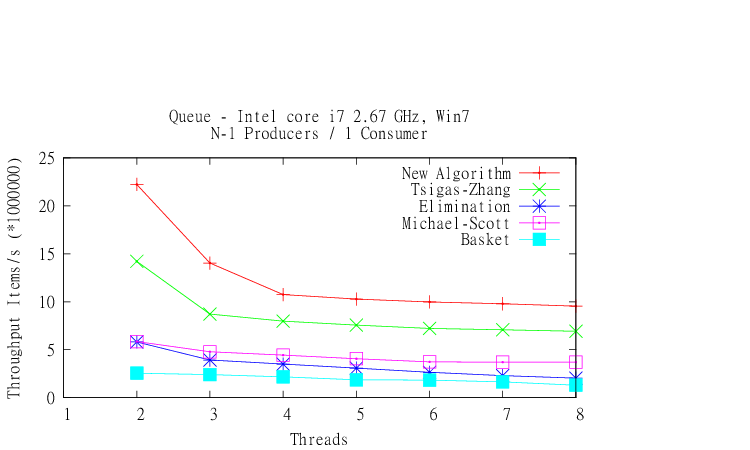 Queue - Intel core i7 2.67 GHz, Win7
N-1 Producers / 1 Consumer
Throughput Items/s (*1000000)
25
20
15
10
5
0
New Algorithm
Tsigas-Zhang
Elimination
Michael-Scott
Basket
1 2 3 4 5 6 7 8
Threads